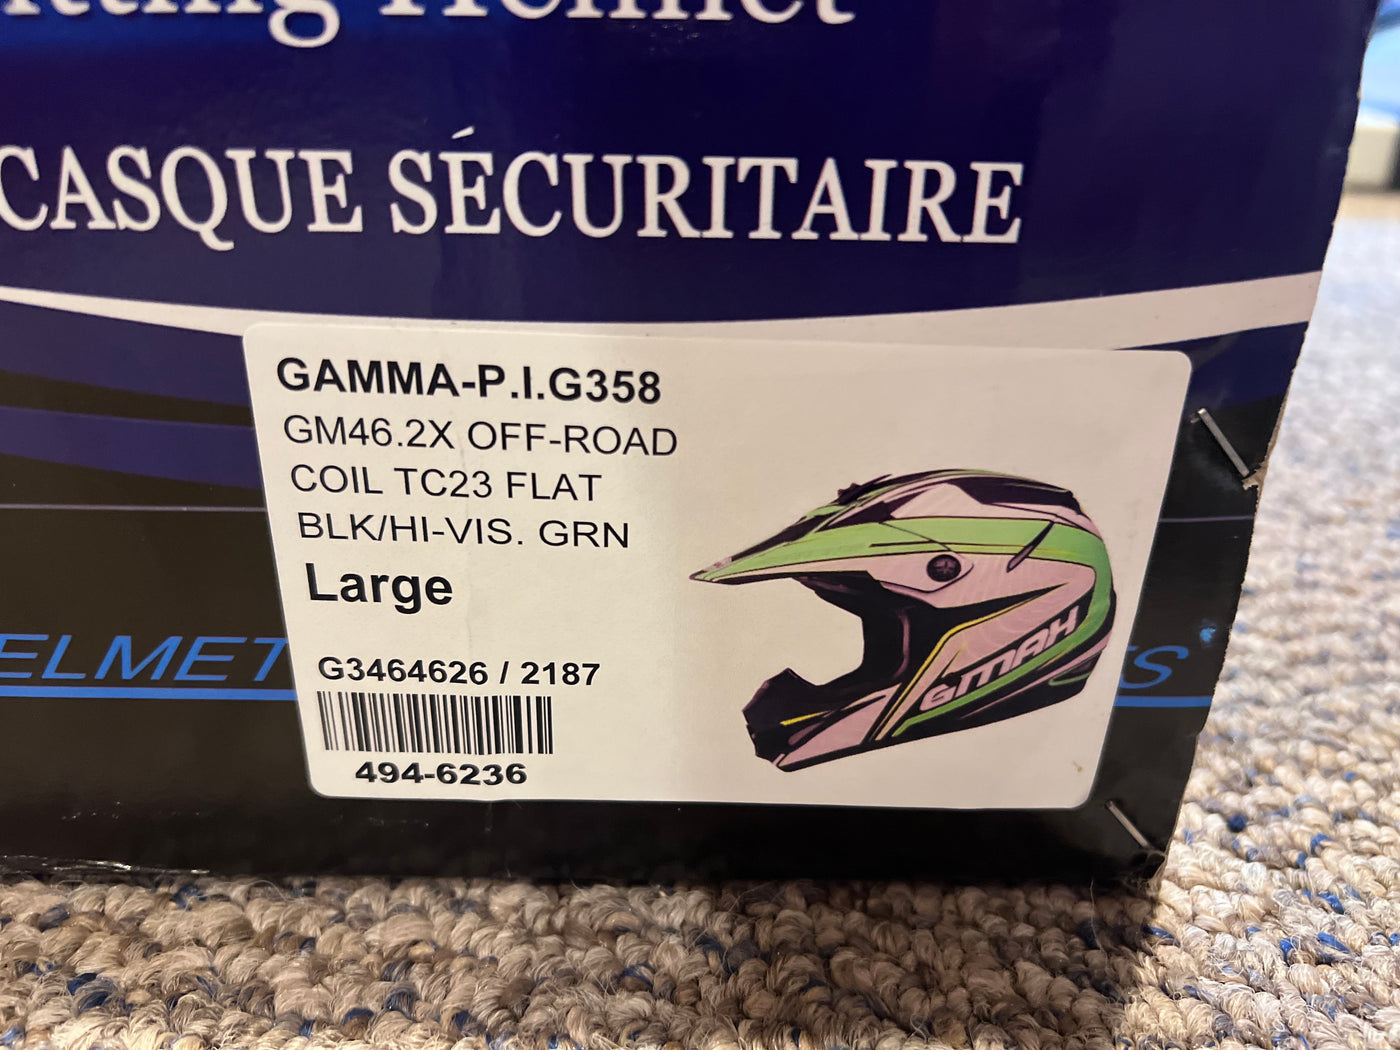 Helmet
CASQUE SÉCURITAIRE
GAMMA-P.I.G358
GM46.2X OFF-ROAD
COIL TC23 FLAT
BLK/HI-VIS. GRN
Large
G3464626 / 2187
494-6236
GMAX